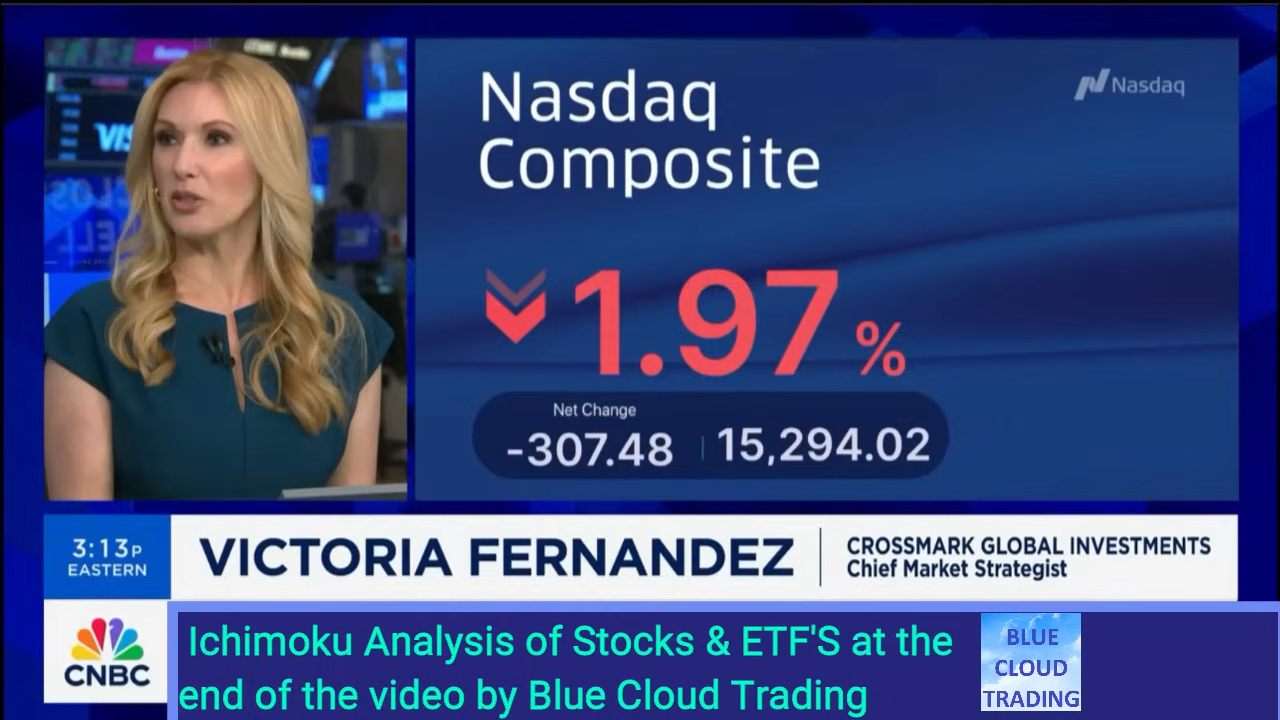 Nasdaq
Composite
Nasdaq
1.97 %
Net Change
-307.48 15,294.02
VIS
3:13P
EASTERN
VICTORIA FERNANDEZ
CROSSMARK GLOBAL INVESTMENTS
Chief Market Strategist
CNBC
Ichimoku Analysis of Stocks & ETF'S at the
end of the video by Blue Cloud Trading
BLUE
CLOUD
TRADING